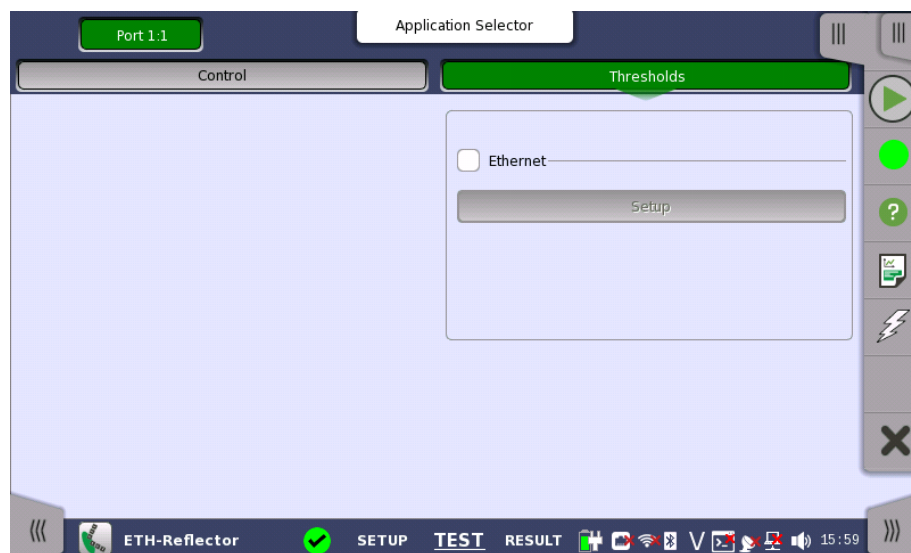 Port 1:1
Application Selector
Control
Thresholds
Ethernet
Setup
ETH-Reflector
SETUP
TEST
RESULT
15:59